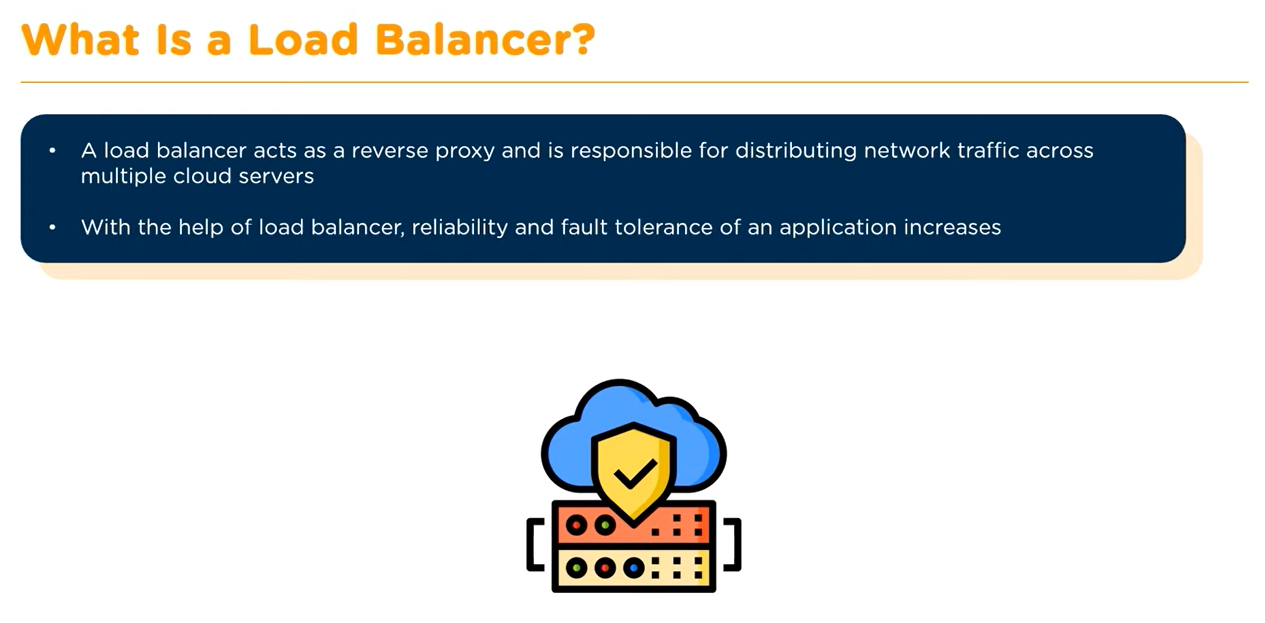 What Is a Load Balancer?
• A load balancer acts as a reverse proxy and is responsible for distributing network traffic across
multiple cloud servers
• With the help of load balancer, reliability and fault tolerance of an application increases